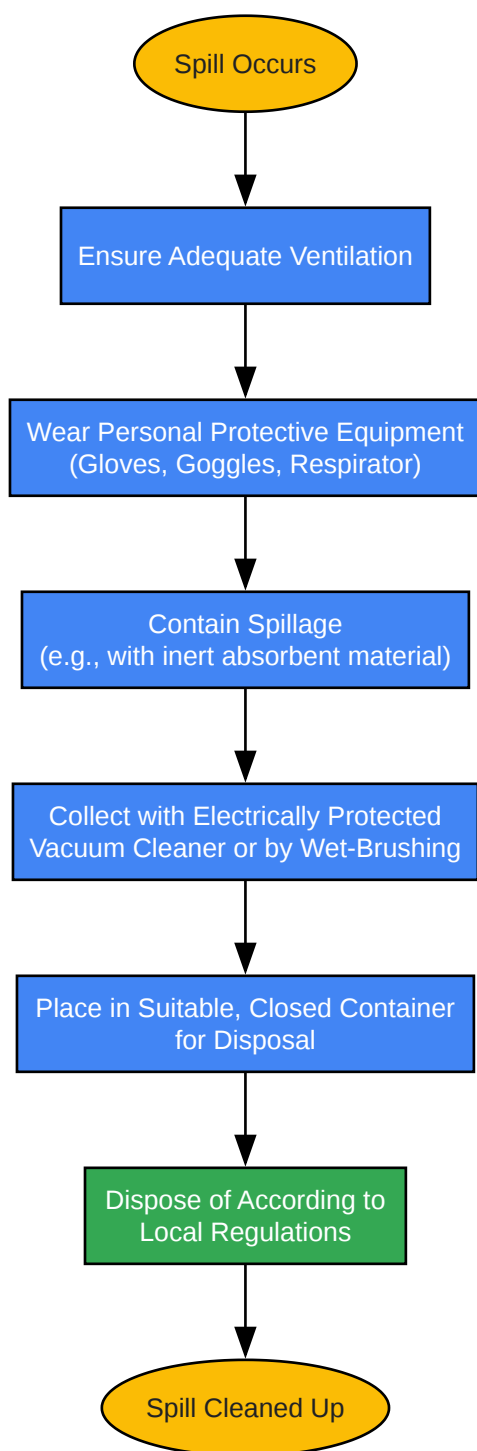 Spill Occurs
Ensure Adequate Ventilation
Wear Personal Protective Equipment
(Gloves, Goggles, Respirator)
Contain Spillage
(e.g., with inert absorbent material)
Collect with Electrically Protected
Vacuum Cleaner or by Wet-Brushing
Place in Suitable, Closed Container
for Disposal
Dispose of According to
Local Regulations
Spill Cleaned Up